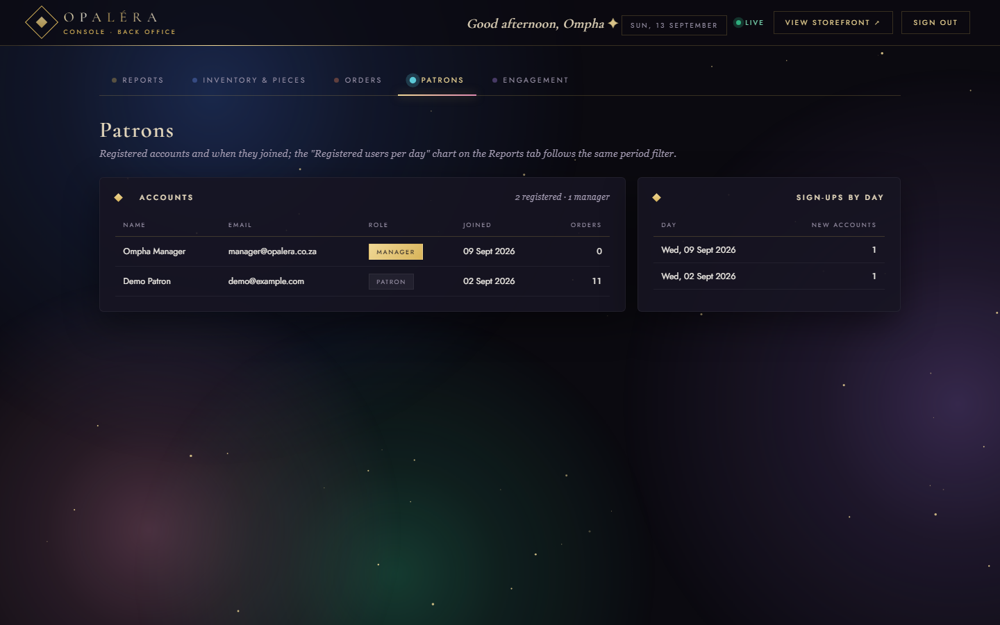 OPALÉRA
CONSOLE · BACK OFFICE
Good afternoon, Ompha ✦
SUN, 13 SEPTEMBER
LIVE
VIEW STOREFRONT ↗
SIGN OUT
REPORTS
INVENTORY & PIECES
ORDERS
PATRONS
ENGAGEMENT
Patrons
Registered accounts and when they joined; the "Registered users per day" chart on the Reports tab follows the same period filter.
ACCOUNTS
2 registered · 1 manager
NAME EMAIL ROLE JOINED ORDERS
Ompha Manager manager@opalera.co.za MANAGER 09 Sept 2026 0
Demo Patron demo@example.com PATRON 02 Sept 2026 11
SIGN-UPS BY DAY
DAY NEW ACCOUNTS
Wed, 09 Sept 2026 1
Wed, 02 Sept 2026 1